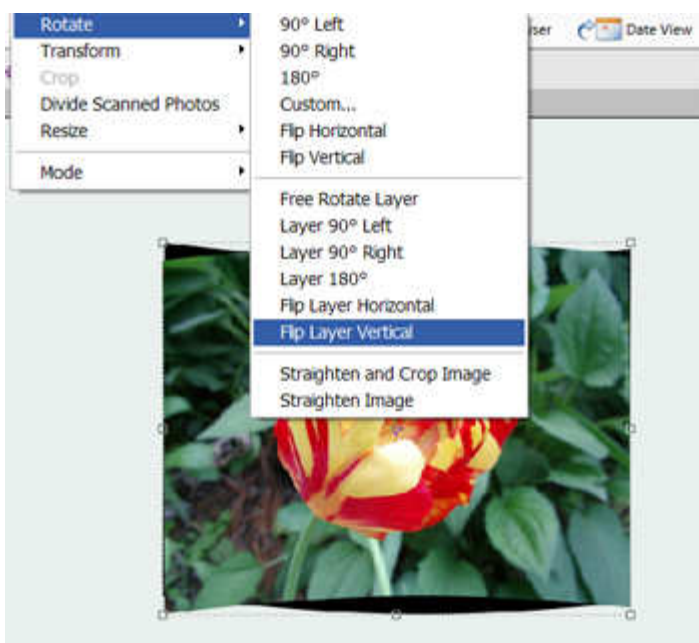 Rotate
Transform
Crop
Divide Scanned Photos
Resize
Mode
90° Left
90° Right
180°
Custom...
Flip Horizontal
Flip Vertical
Free Rotate Layer
Layer 90° Left
Layer 90° Right
Layer 180°
Flip Layer Horizontal
Flip Layer Vertical
Straighten and Crop Image
Straighten Image
Date View